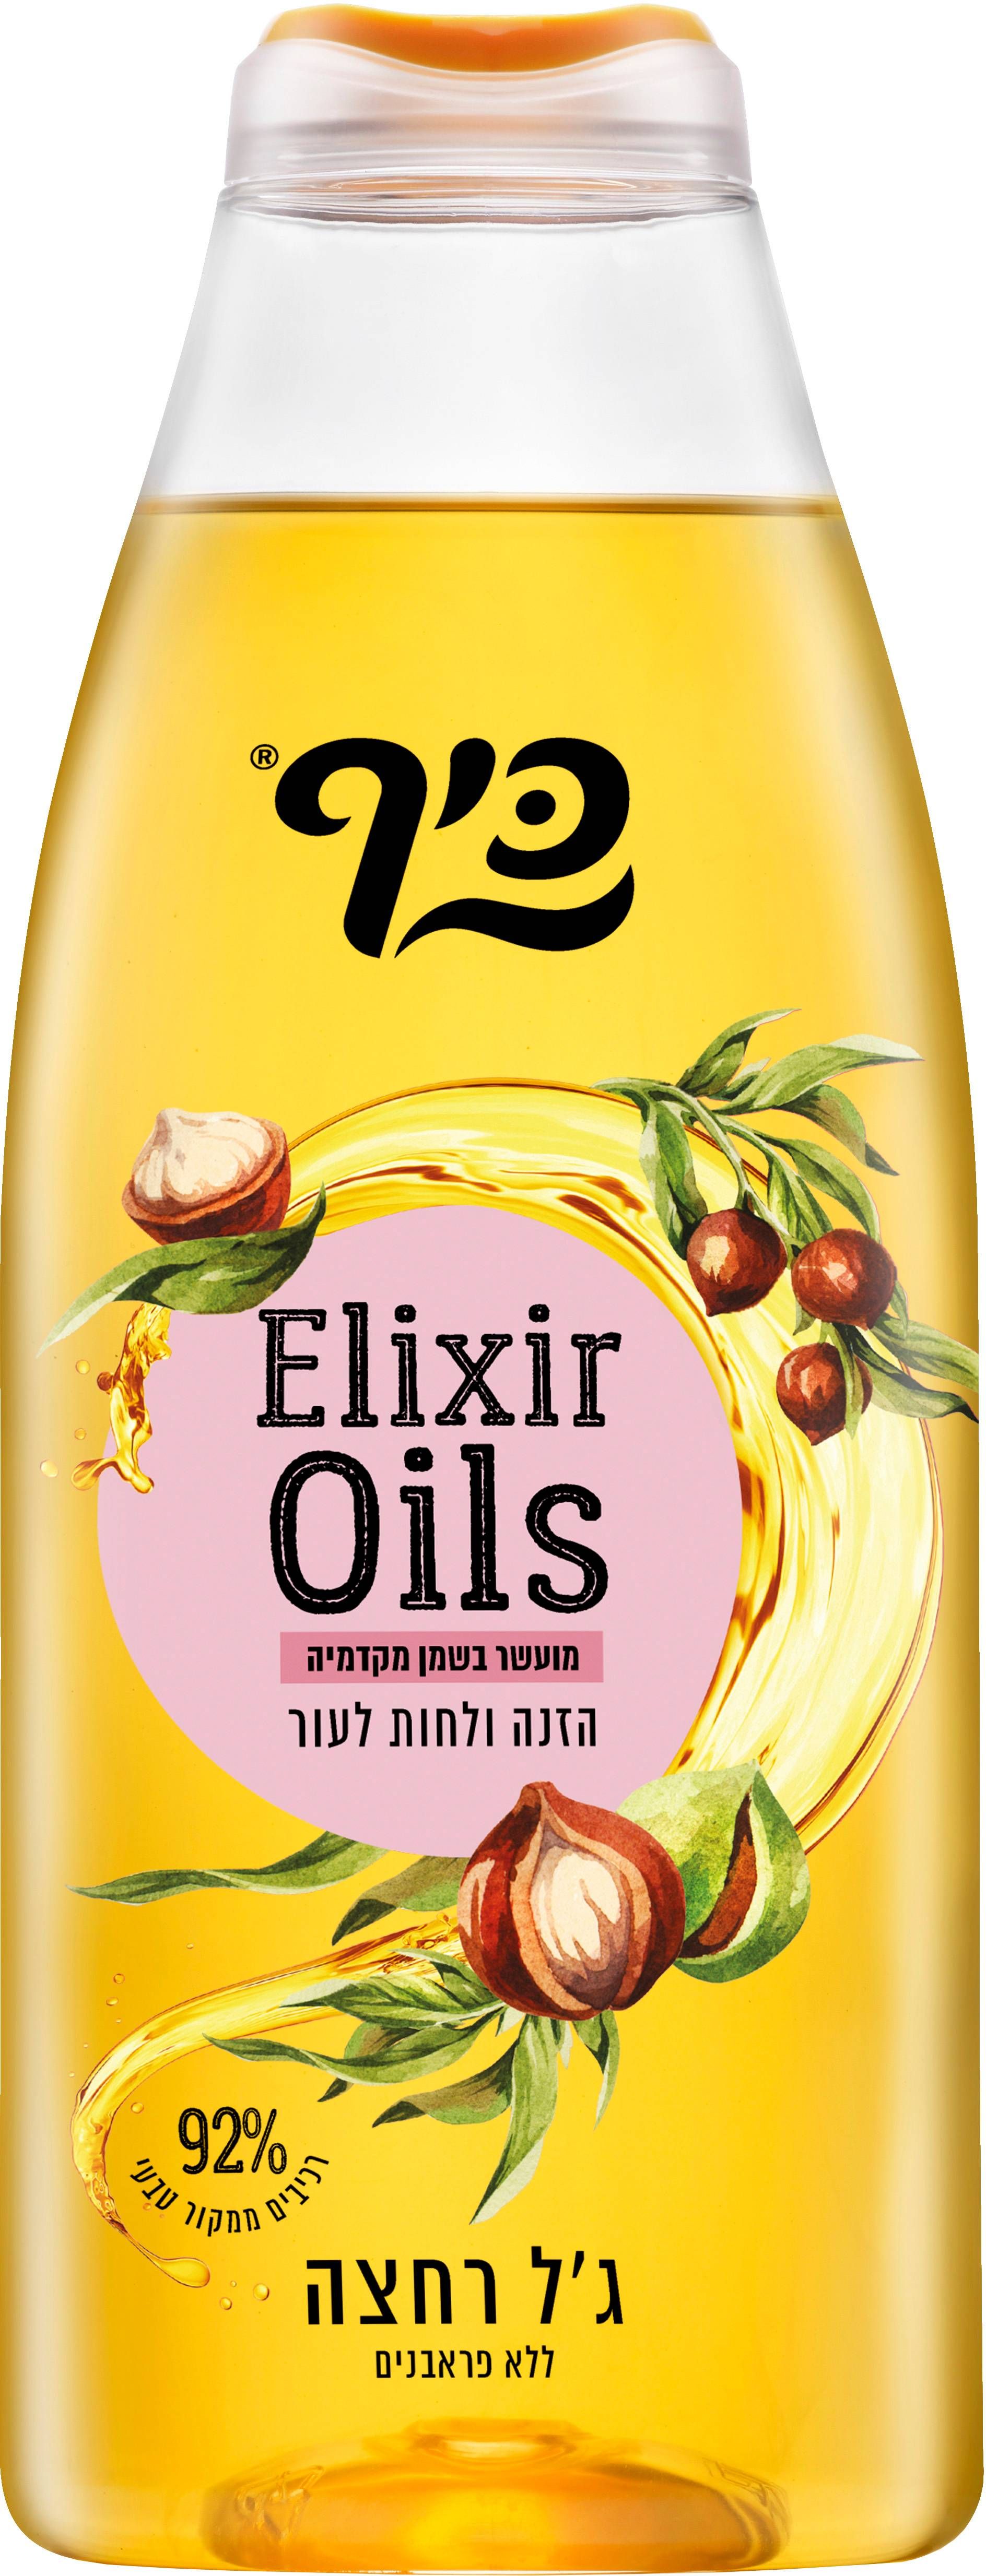 כיף®
Elixir
Oils
מועשר בשמן מקדמיה
הזנה ולחות לעור
92%
רכיבים ממקור טבעי
ג'ל רחצה
ללא פראבנים